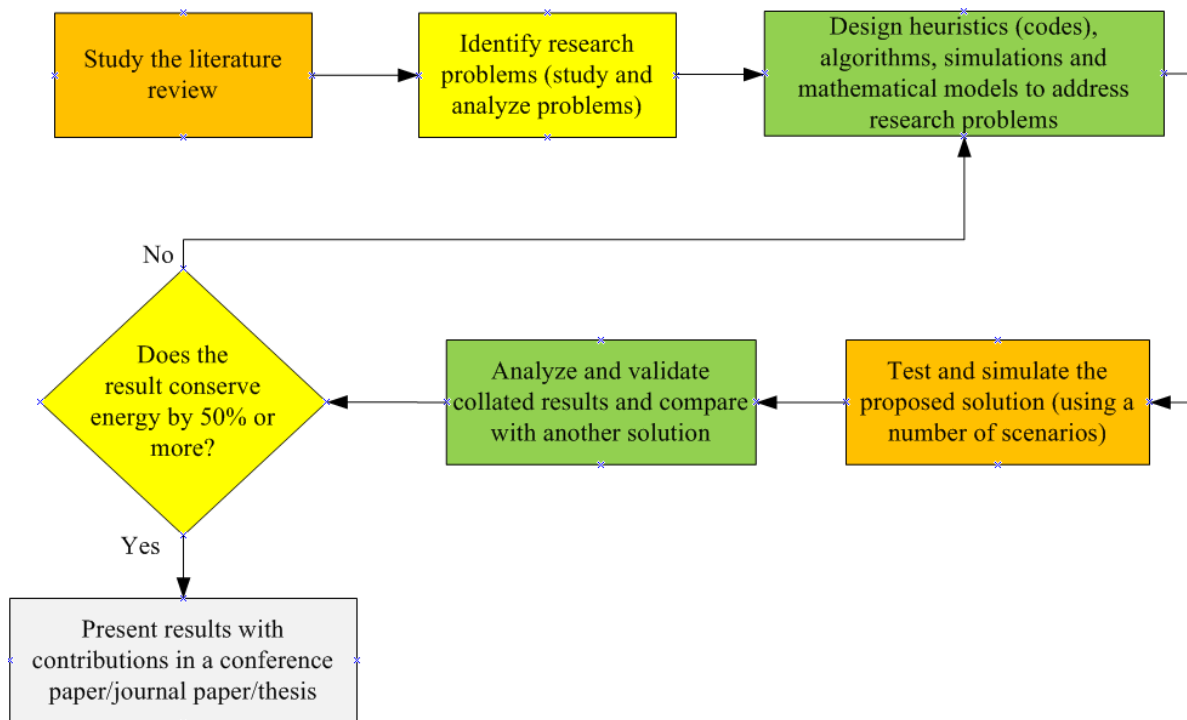 Study the literature
review
Identify research
problems (study and
analyze problems)
Design heuristics (codes),
algorithms, simulations and
mathematical models to address
research problems
Test and simulate the
proposed solution (using a
number of scenarios)
Analyze and validate
collated results and compare
with another solution
Does the
result conserve
energy by 50% or
more?
No
Yes
Present results with
contributions in a conference
paper/journal paper/thesis